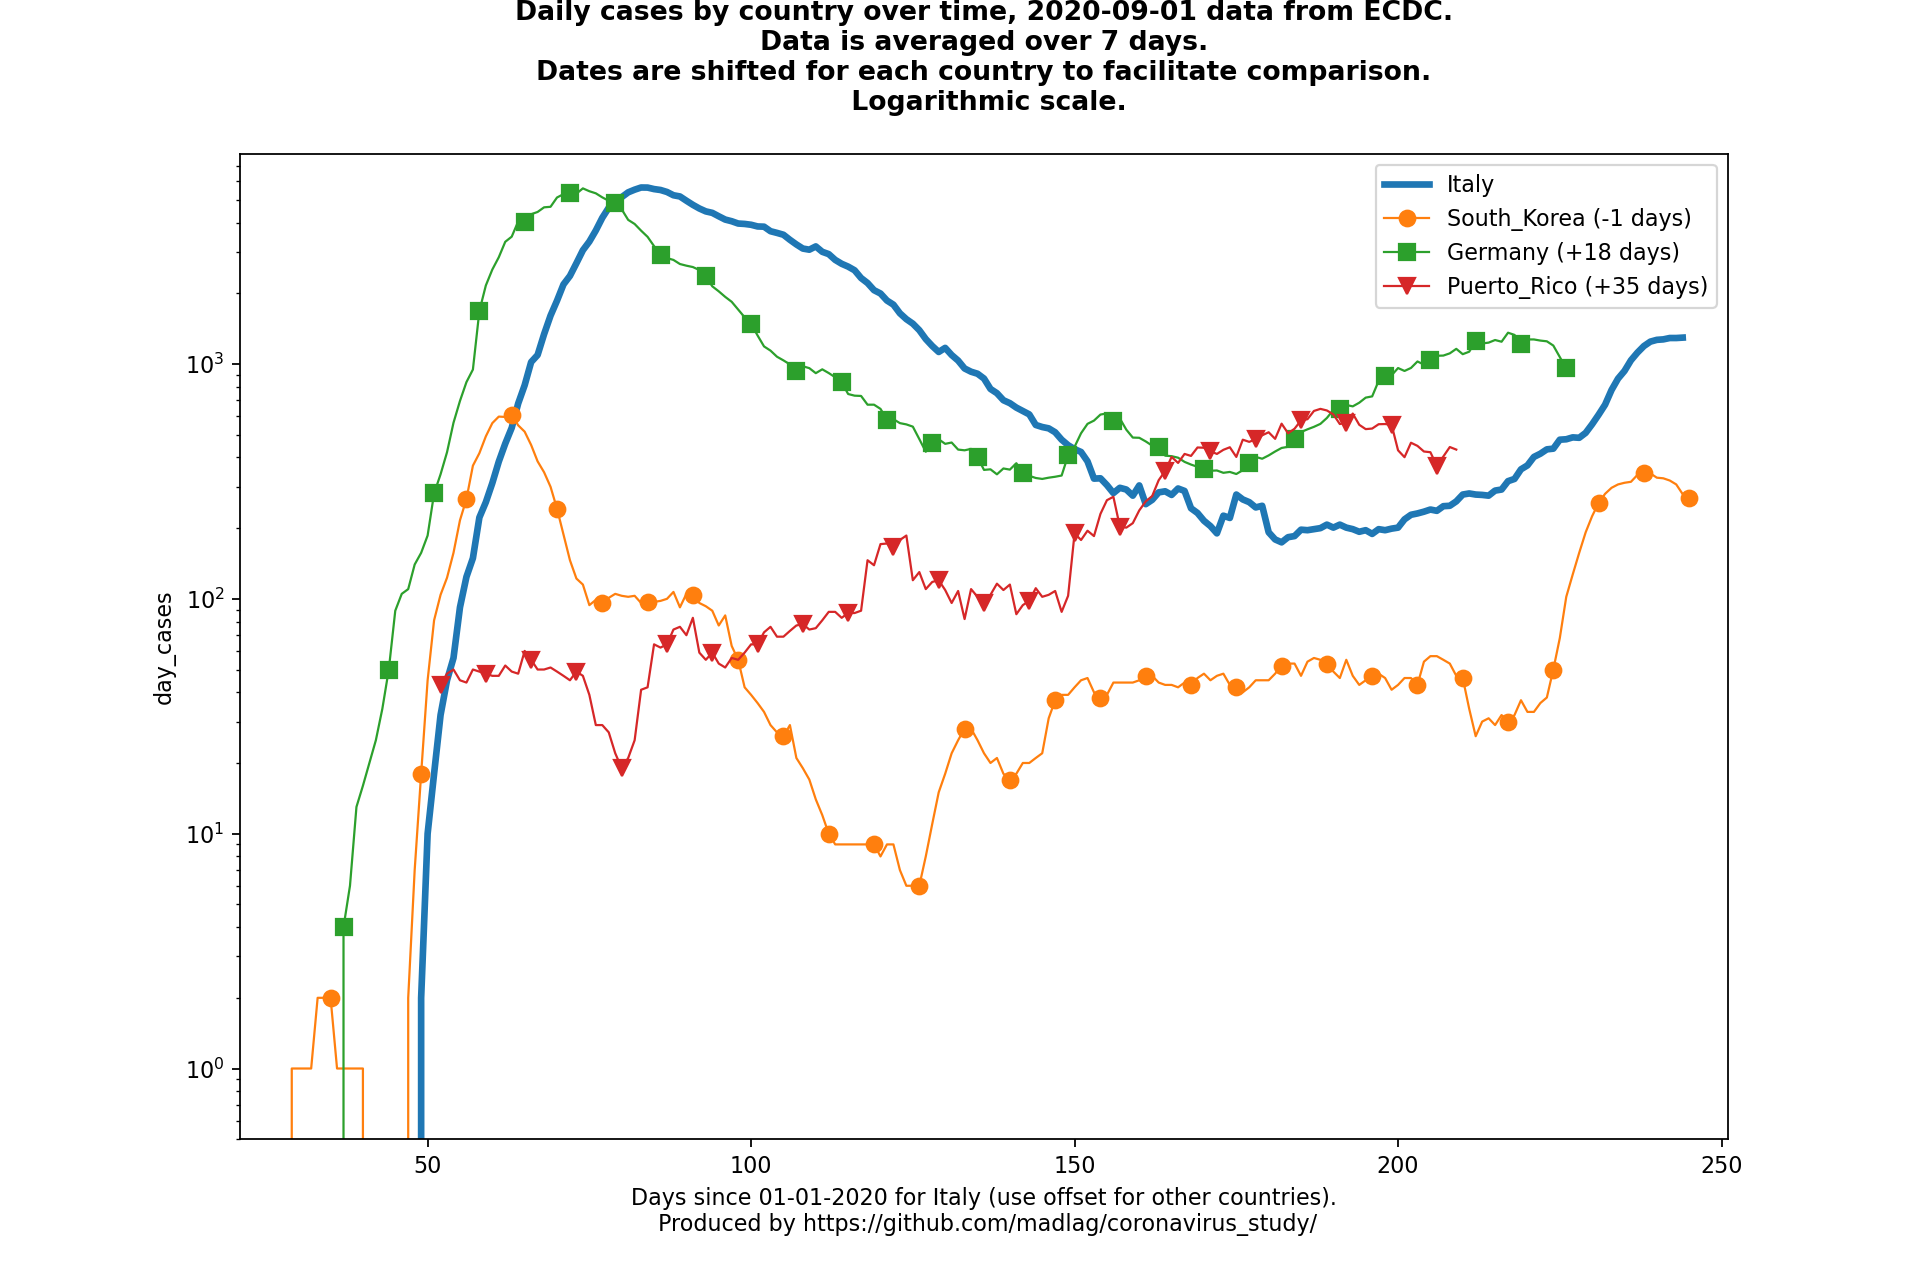 Daily cases by country over time, 2020-09-01 data from ECDC.
Data is averaged over 7 days.
Dates are shifted for each country to facilitate comparison.
Logarithmic scale.
Italy
South_Korea (-1 days)
Germany (+18 days)
Puerto_Rico (+35 days)
10³
10²
10¹
10⁰
day_cases
50
100
150
200
250
Days since 01-01-2020 for Italy (use offset for other countries).
Produced by https://github.com/madlag/coronavirus_study/